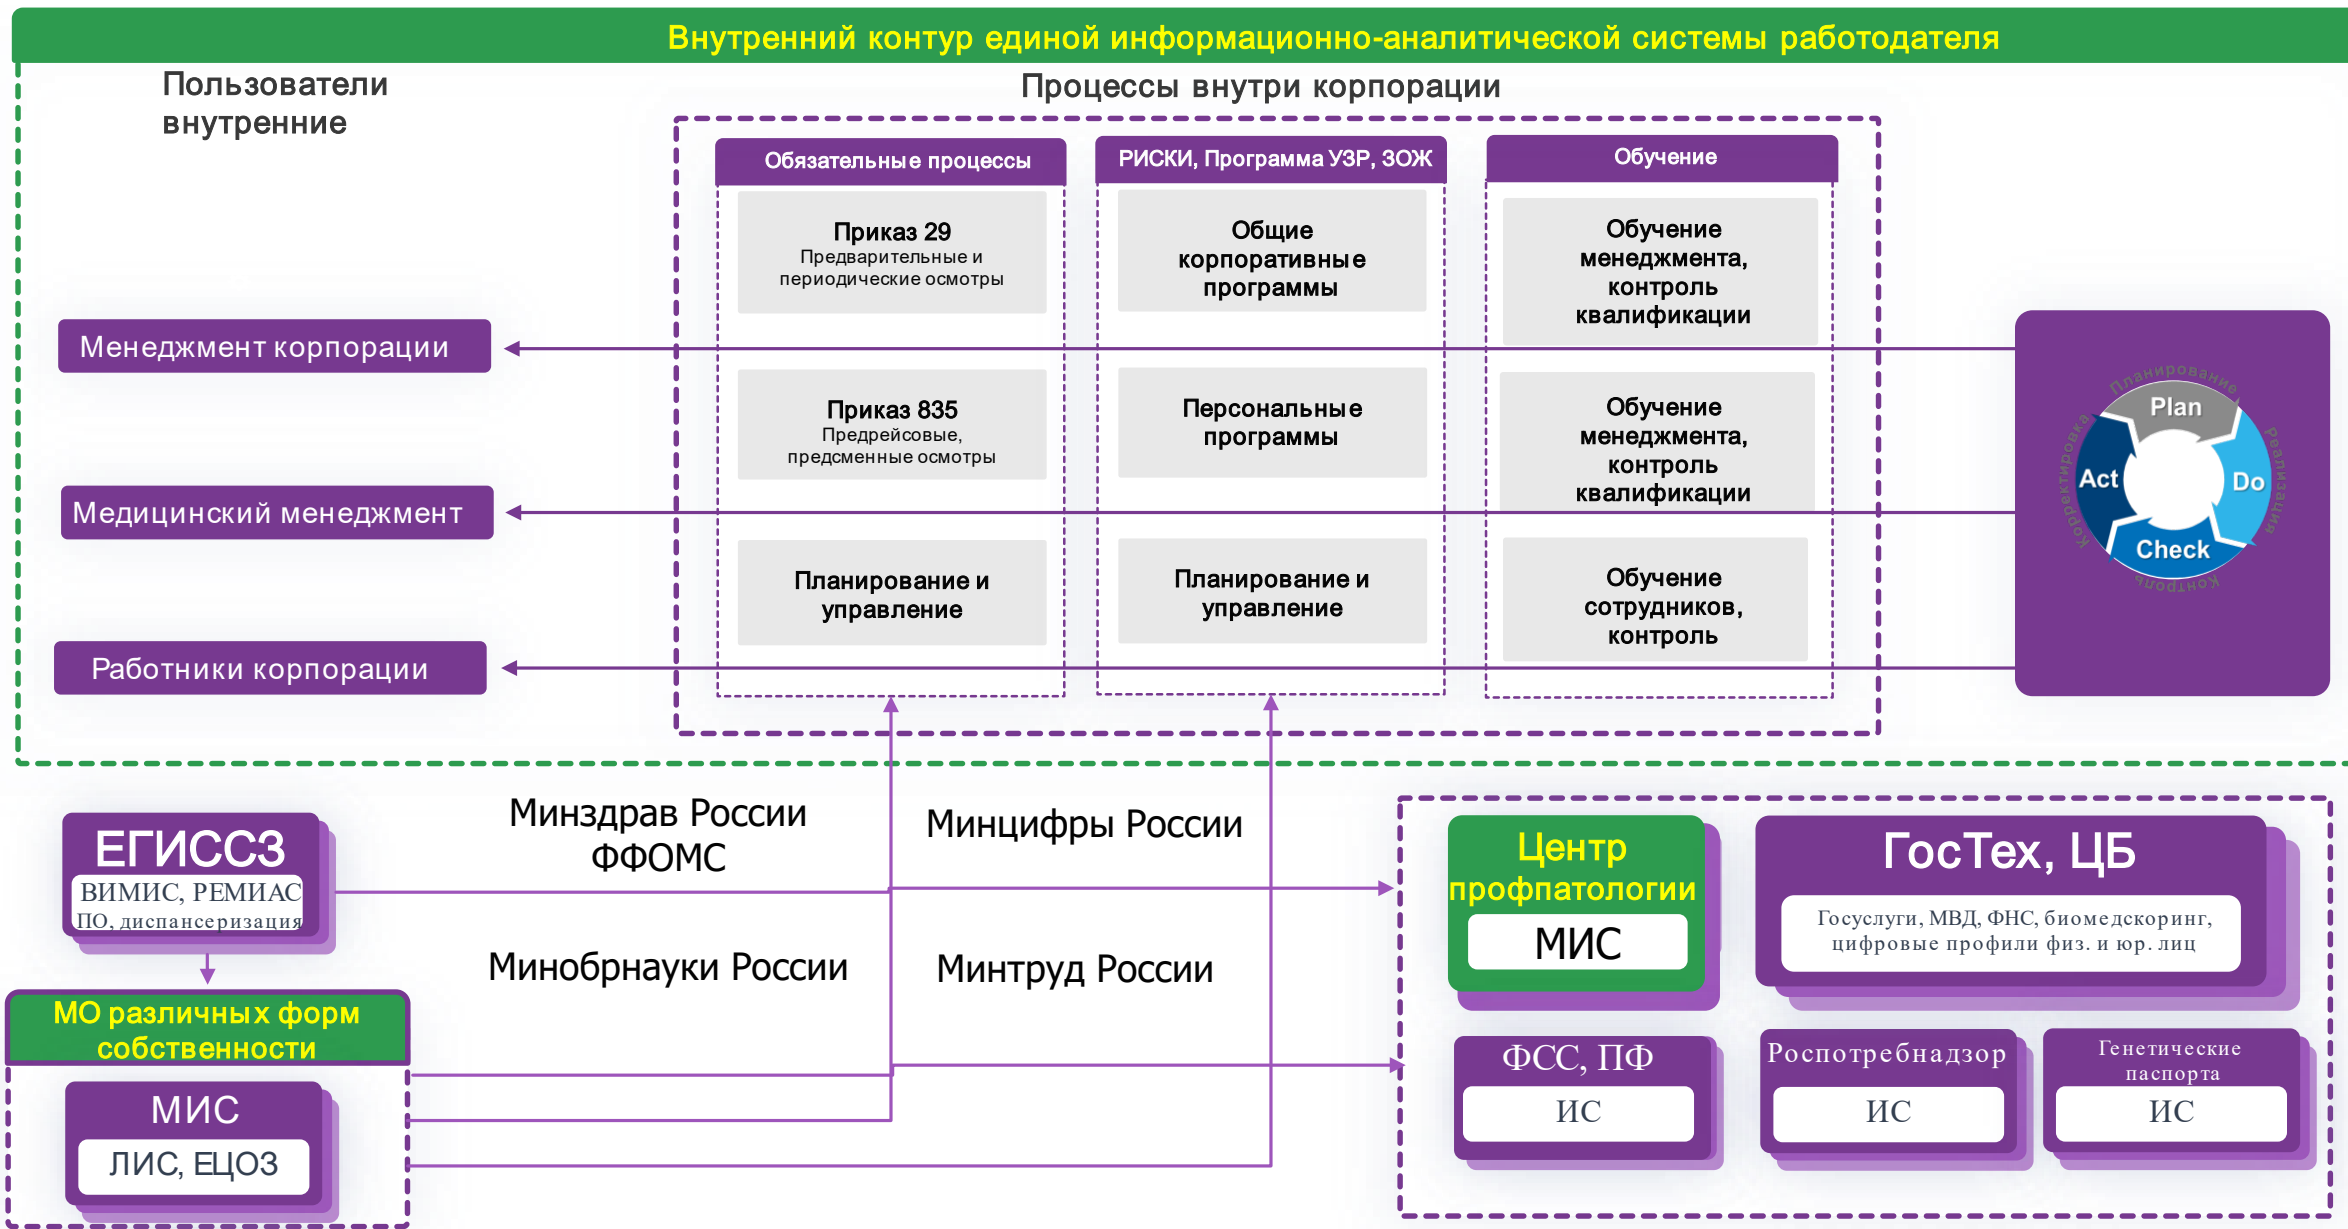 Внутренний контур единой информационно-аналитической системы работодателя
Пользователи
внутренние
Процессы внутри корпорации
Обязательные процессы
РИСКИ, Программа УЗР, ЗОЖ
Обучение
Приказ 29
Предварительные и
периодические осмотры
Общие
корпоративные
программы
Обучение
менеджмента,
контроль
квалификации
Менеджмент корпорации
Приказ 835
Предрейсовые,
предсменные осмотры
Персональные
программы
Обучение
менеджмента,
контроль
квалификации
Медицинский менеджмент
Планирование и
управление
Планирование и
управление
Обучение
сотрудников,
контроль
Работники корпорации
Планирование
Plan
Реализация
Do
Контроль
Check
Корректировка
Act
Минздрав России
ФФОМС
Минцифры России
Минобрнауки России
Минтруд России
ЕГИССЗ
ВИМИС, РЕМИАС
ПО, диспансеризация
МО различных форм
собственности
МИС
ЛИС, ЕЦОЗ
Центр
профпатологии
МИС
ГосТех, ЦБ
Госуслуги, МВД, ФНС, биомедскоринг,
цифровые профили физ. и юр. лиц
ФСС, ПФ
ИС
Роспотребнадзор
ИС
Генетические
паспорта
ИС